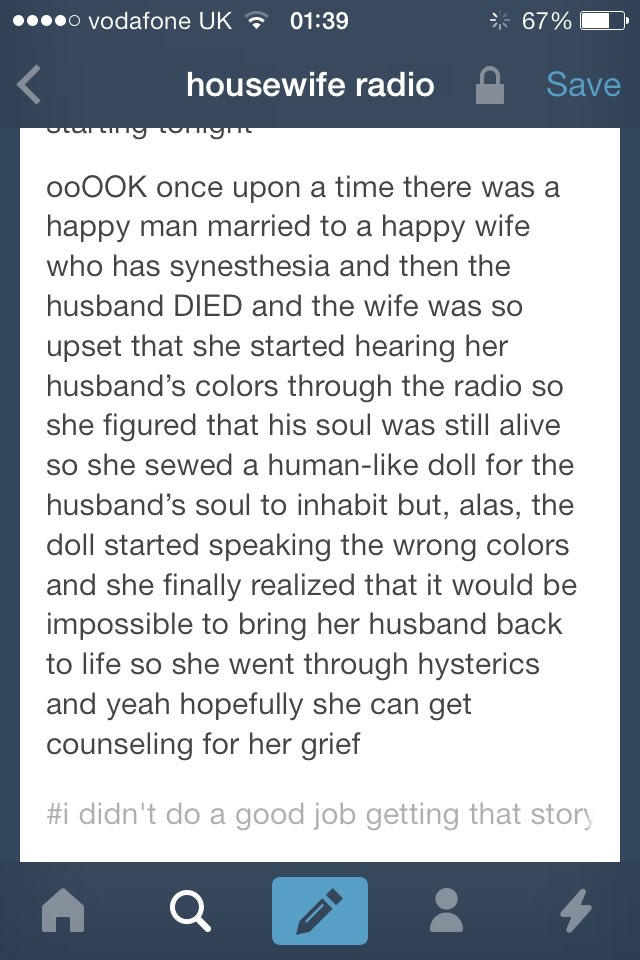 vodafone UK 01:39 67%
housewife radio Save
starting tonight
ooOOK once upon a time there was a
happy man married to a happy wife
who has synesthesia and then the
husband DIED and the wife was so
upset that she started hearing her
husband’s colors through the radio so
she figured that his soul was still alive
so she sewed a human-like doll for the
husband’s soul to inhabit but, alas, the
doll started speaking the wrong colors
and she finally realized that it would be
impossible to bring her husband back
to life so she went through hysterics
and yeah hopefully she can get
counseling for her grief
#i didn't do a good job getting that story